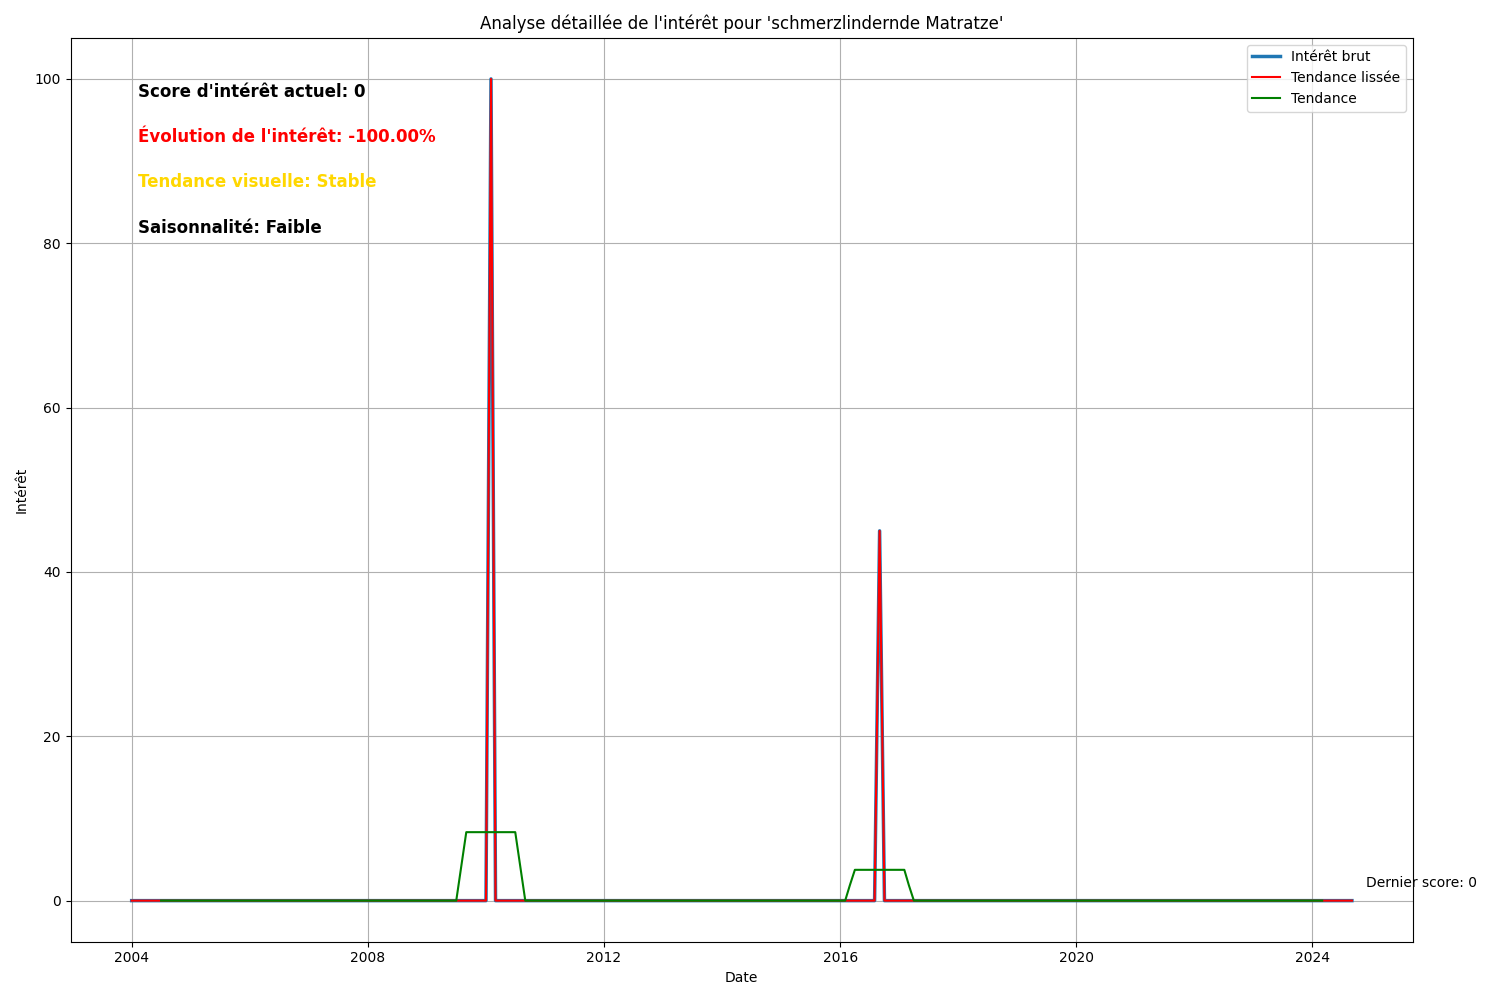 Analyse détaillée de l'intérêt pour 'schmerzlindernde Matratze'
Intérêt brut
Tendance lissée
Tendance
Score d'intérêt actuel: 0
Évolution de l'intérêt: -100.00%
Tendance visuelle: Stable
Saisonnalité: Faible
100
80
60
40
20
0
Intérêt
Dernier score: 0
2004
2008
2012
2016
2020
2024
Date